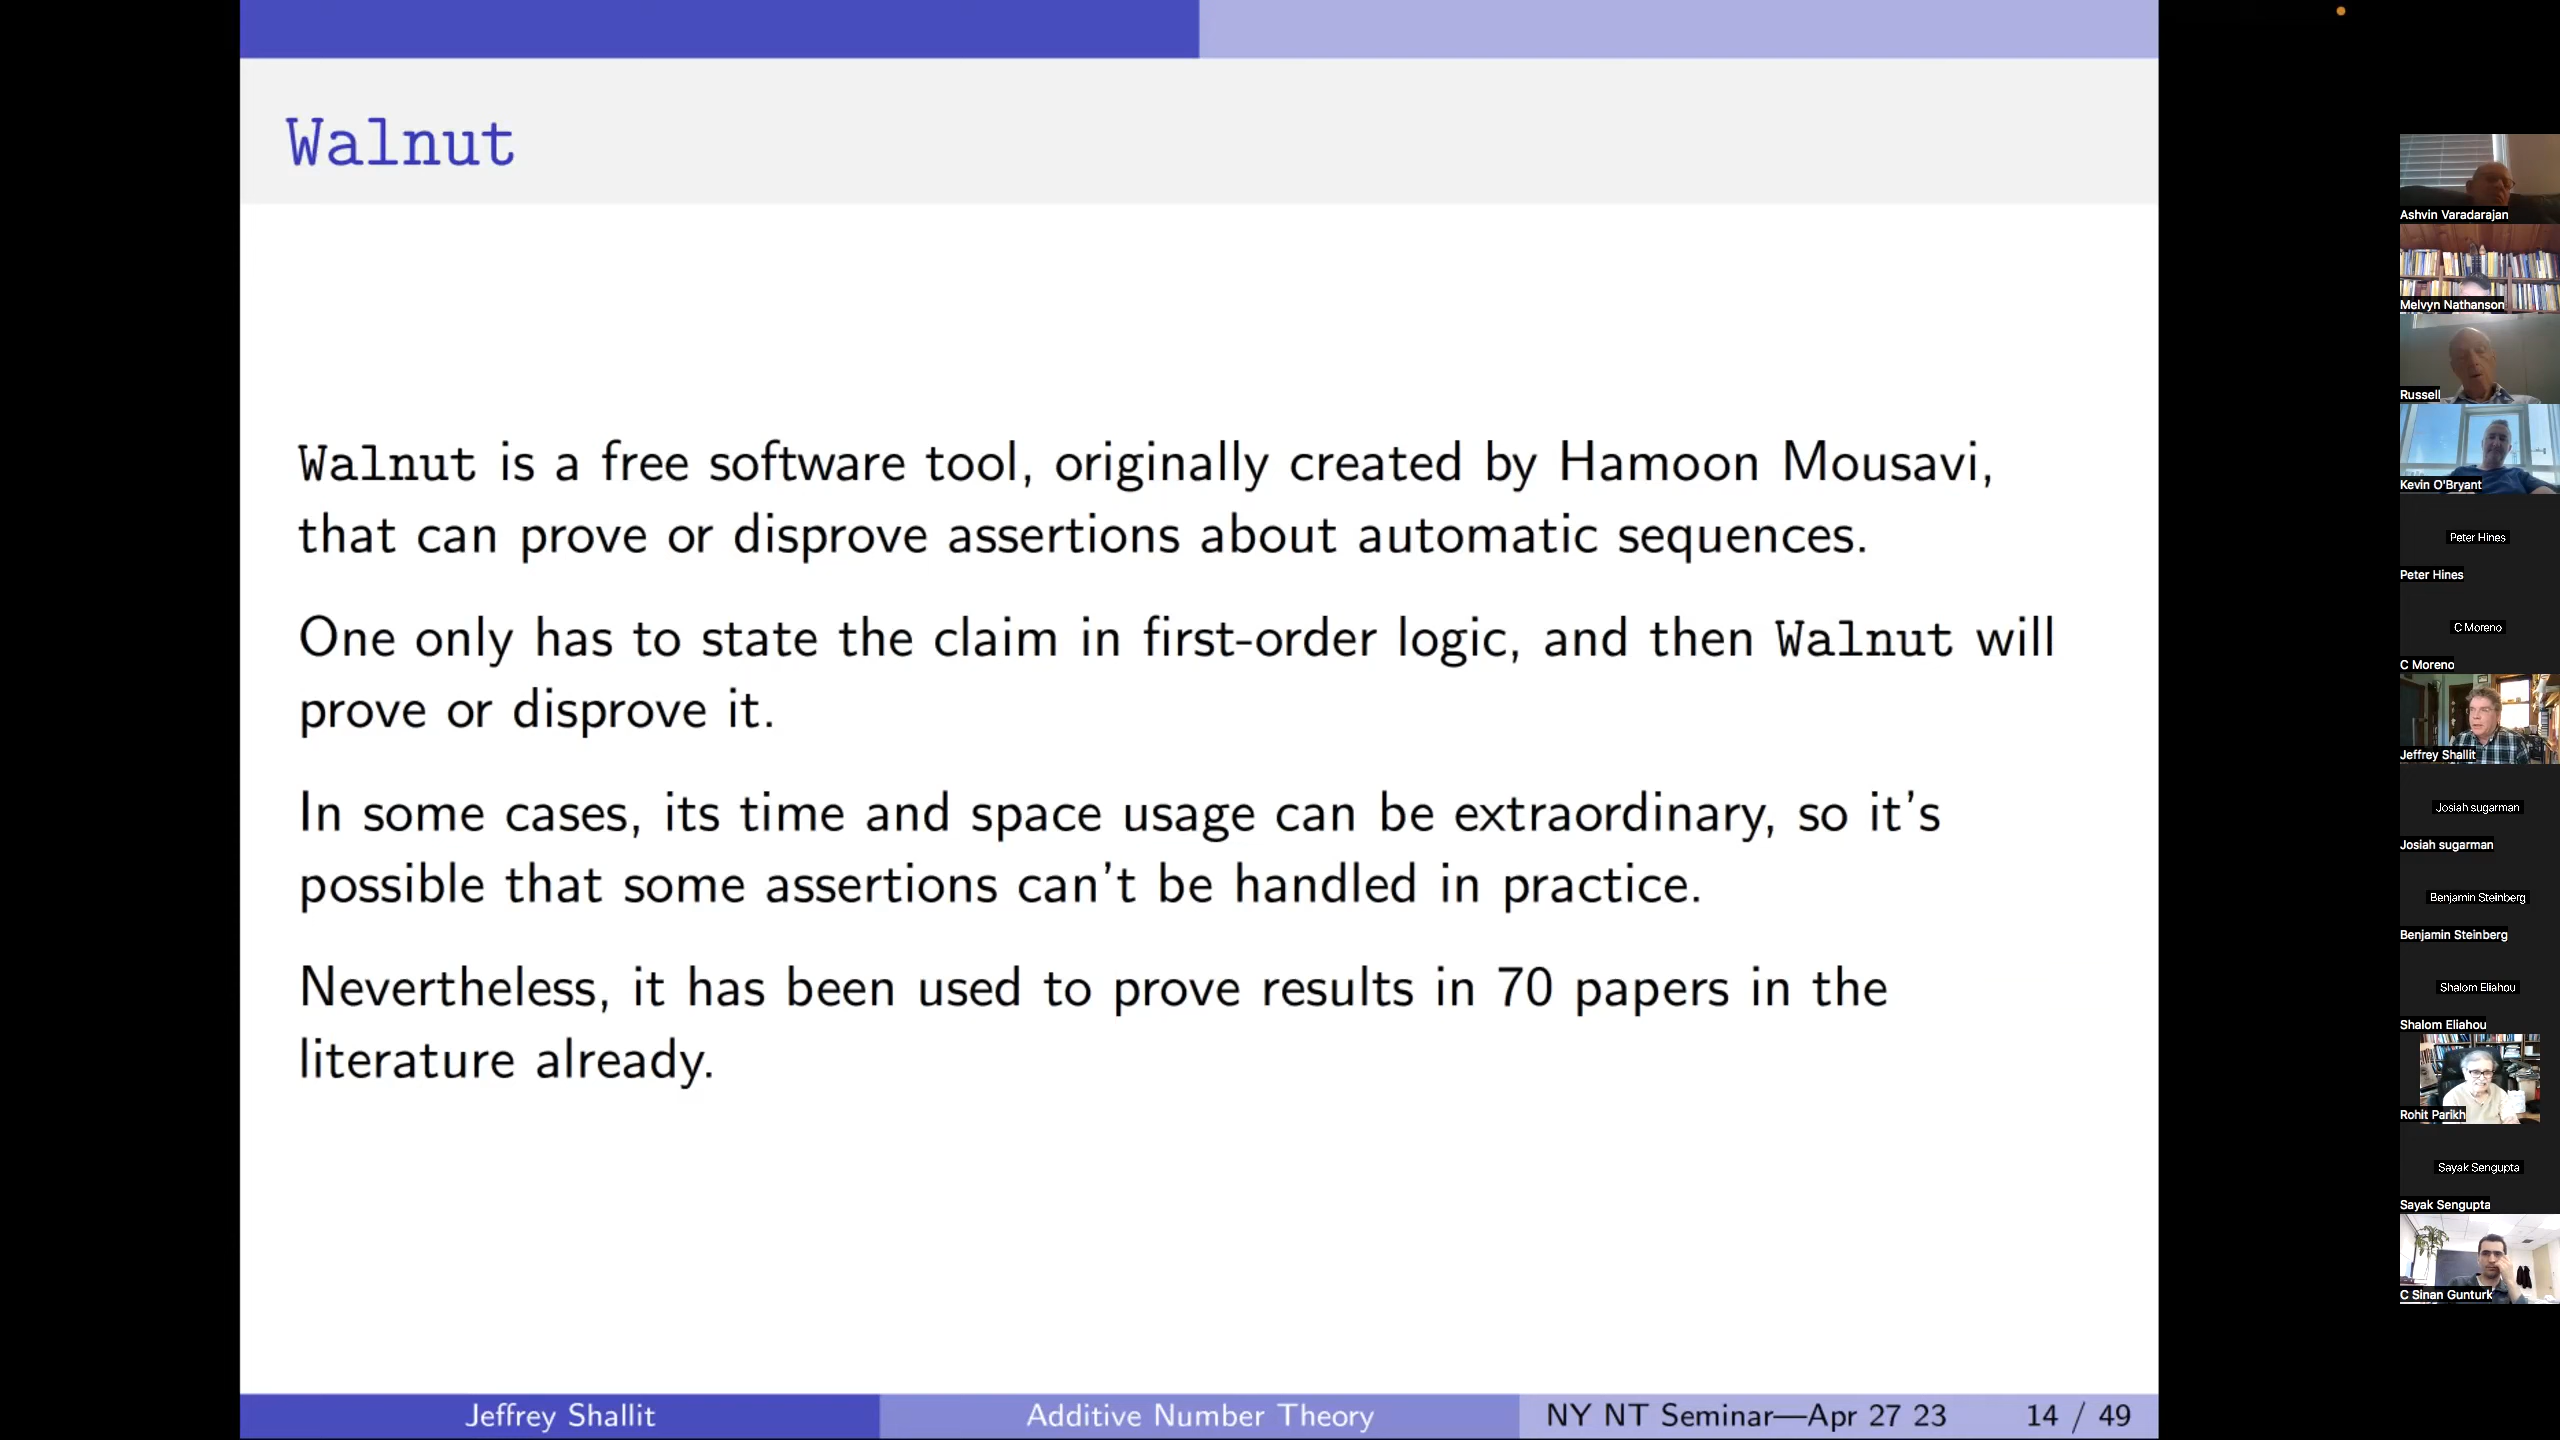 Walnut
Walnut is a free software tool, originally created by Hamoon Mousavi,
that can prove or disprove assertions about automatic sequences.
One only has to state the claim in first-order logic, and then Walnut will
prove or disprove it.
In some cases, its time and space usage can be extraordinary, so it's
possible that some assertions can't be handled in practice.
Nevertheless, it has been used to prove results in 70 papers in the
literature already.
Jeffrey Shallit
Additive Number Theory
NY NT Seminar—Apr 27 23
14 / 49
Ashvin Varadarajan
Melvyn Nathanson
Russell
Kevin O'Bryant
Peter Hines
Peter Hines
C Moreno
C Moreno
Jeffrey Shallit
Josiah sugarman
Josiah sugarman
Benjamin Steinberg
Benjamin Steinberg
Shalom Eliahou
Shalom Eliahou
Rohit Parikh
Sayak Sengupta
Sayak Sengupta
C Sinan Gunturk